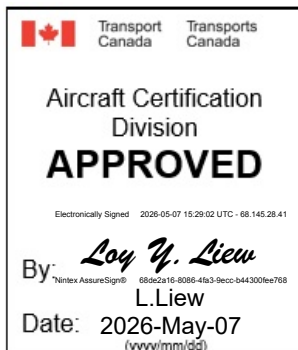 Transport Transports
Canada Canada
Aircraft Certification
Division
APPROVED
Electronically Signed 2026-05-07 15:29:02 UTC - 68.145.28.41
By: Loy Y. Liew
Nintex AssureSign® 68de2a16-8086-4fa3-9ecc-b44300fee768
L.Liew
Date: 2026-May-07
(yyyy/mm/dd)